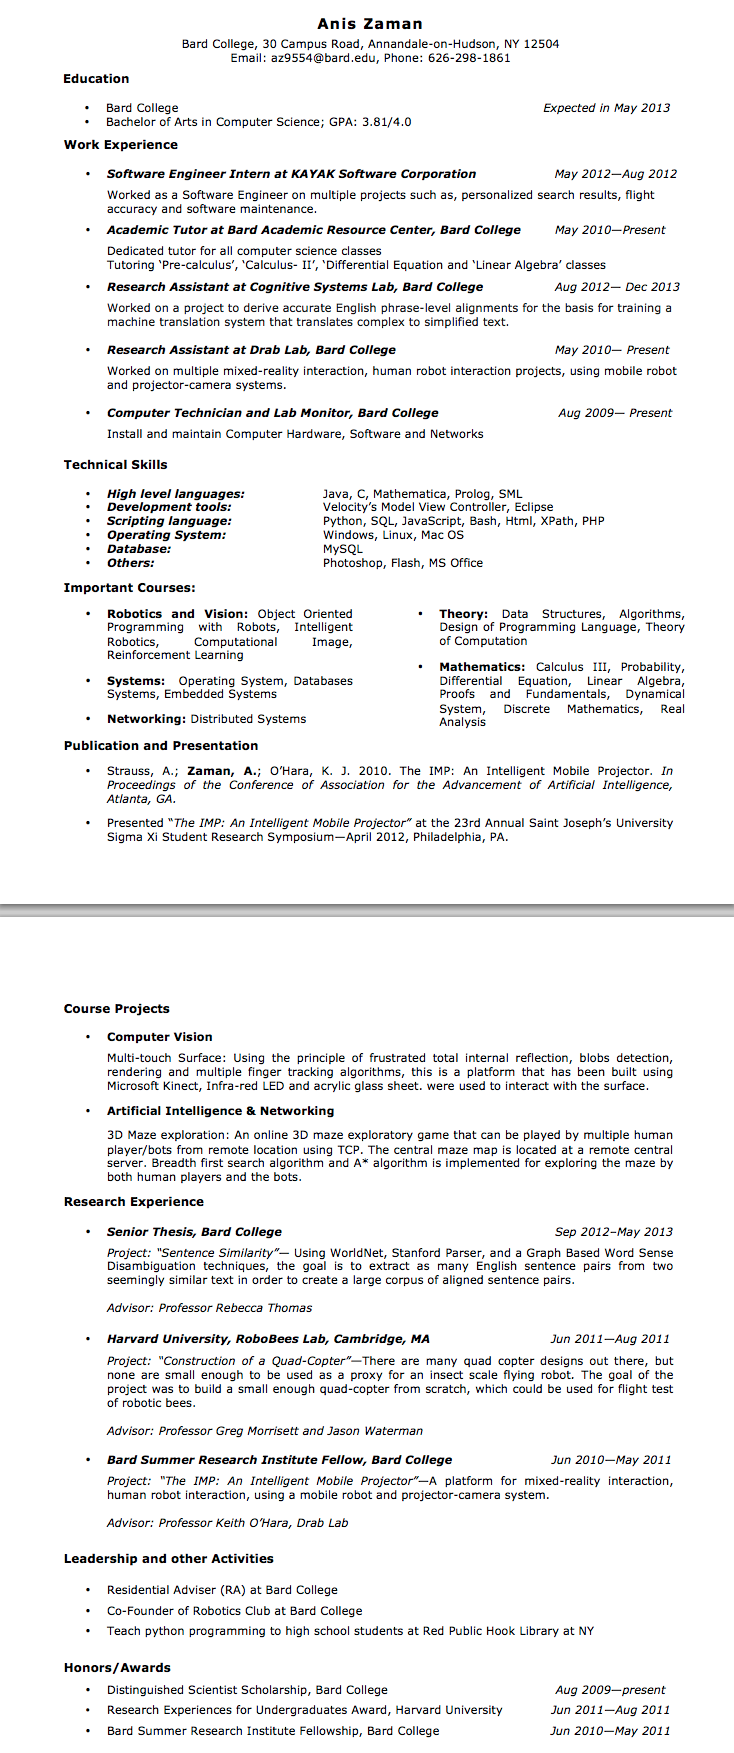 Anis Zaman
Bard College, 30 Campus Road, Annandale-on-Hudson, NY 12504
Email: az9554@bard.edu, Phone: 626-298-1861
Education
• Bard College Expected in May 2013
• Bachelor of Arts in Computer Science; GPA: 3.81/4.0
Work Experience
• Software Engineer Intern at KAYAK Software Corporation May 2012—Aug 2012
Worked as a Software Engineer on multiple projects such as, personalized search results, flight
accuracy and software maintenance.
• Academic Tutor at Bard Academic Resource Center, Bard College May 2010—Present
Dedicated tutor for all computer science classes
Tutoring ‘Pre-calculus’, ‘Calculus- II’, ‘Differential Equation and ‘Linear Algebra’ classes
• Research Assistant at Cognitive Systems Lab, Bard College Aug 2012— Dec 2013
Worked on a project to derive accurate English phrase-level alignments for the basis for training a
machine translation system that translates complex to simplified text.
• Research Assistant at Drab Lab, Bard College May 2010— Present
Worked on multiple mixed-reality interaction, human robot interaction projects, using mobile robot
and projector-camera systems.
• Computer Technician and Lab Monitor, Bard College Aug 2009— Present
Install and maintain Computer Hardware, Software and Networks
Technical Skills
• High level languages: Java, C, Mathematica, Prolog, SML
• Development tools: Velocity’s Model View Controller, Eclipse
• Scripting language: Python, SQL, JavaScript, Bash, Html, XPath, PHP
• Operating System: Windows, Linux, Mac OS
• Database: MySQL
• Others: Photoshop, Flash, MS Office
Important Courses:
• Robotics and Vision: Object Oriented
Programming with Robots, Intelligent
Robotics, Computational Image,
Reinforcement Learning
• Systems: Operating System, Databases
Systems, Embedded Systems
• Networking: Distributed Systems
• Theory: Data Structures, Algorithms,
Design of Programming Language, Theory
of Computation
• Mathematics: Calculus III, Probability,
Differential Equation, Linear Algebra,
Proofs and Fundamentals, Dynamical
System, Discrete Mathematics, Real
Analysis
Publication and Presentation
• Strauss, A.; Zaman, A.; O’Hara, K. J. 2010. The IMP: An Intelligent Mobile Projector. In
Proceedings of the Conference of Association for the Advancement of Artificial Intelligence,
Atlanta, GA.
• Presented “The IMP: An Intelligent Mobile Projector” at the 23rd Annual Saint Joseph’s University
Sigma Xi Student Research Symposium—April 2012, Philadelphia, PA.
Course Projects
• Computer Vision
Multi-touch Surface: Using the principle of frustrated total internal reflection, blobs detection,
rendering and multiple finger tracking algorithms, this is a platform that has been built using
Microsoft Kinect, Infra-red LED and acrylic glass sheet. were used to interact with the surface.
• Artificial Intelligence & Networking
3D Maze exploration: An online 3D maze exploratory game that can be played by multiple human
player/bots from remote location using TCP. The central maze map is located at a remote central
server. Breadth first search algorithm and A* algorithm is implemented for exploring the maze by
both human players and the bots.
Research Experience
• Senior Thesis, Bard College Sep 2012–May 2013
Project: “Sentence Similarity”— Using WorldNet, Stanford Parser, and a Graph Based Word Sense
Disambiguation techniques, the goal is to extract as many English sentence pairs from two
seemingly similar text in order to create a large corpus of aligned sentence pairs.
Advisor: Professor Rebecca Thomas
• Harvard University, RoboBees Lab, Cambridge, MA Jun 2011—Aug 2011
Project: “Construction of a Quad-Copter”—There are many quad copter designs out there, but
none are small enough to be used as a proxy for an insect scale flying robot. The goal of the
project was to build a small enough quad-copter from scratch, which could be used for flight test
of robotic bees.
Advisor: Professor Greg Morrisett and Jason Waterman
• Bard Summer Research Institute Fellow, Bard College Jun 2010—May 2011
Project: “The IMP: An Intelligent Mobile Projector”—A platform for mixed-reality interaction,
human robot interaction, using a mobile robot and projector-camera system.
Advisor: Professor Keith O’Hara, Drab Lab
Leadership and other Activities
• Residential Adviser (RA) at Bard College
• Co-Founder of Robotics Club at Bard College
• Teach python programming to high school students at Red Public Hook Library at NY
Honors/Awards
• Distinguished Scientist Scholarship, Bard College Aug 2009—present
• Research Experiences for Undergraduates Award, Harvard University Jun 2011—Aug 2011
• Bard Summer Research Institute Fellowship, Bard College Jun 2010—May 2011